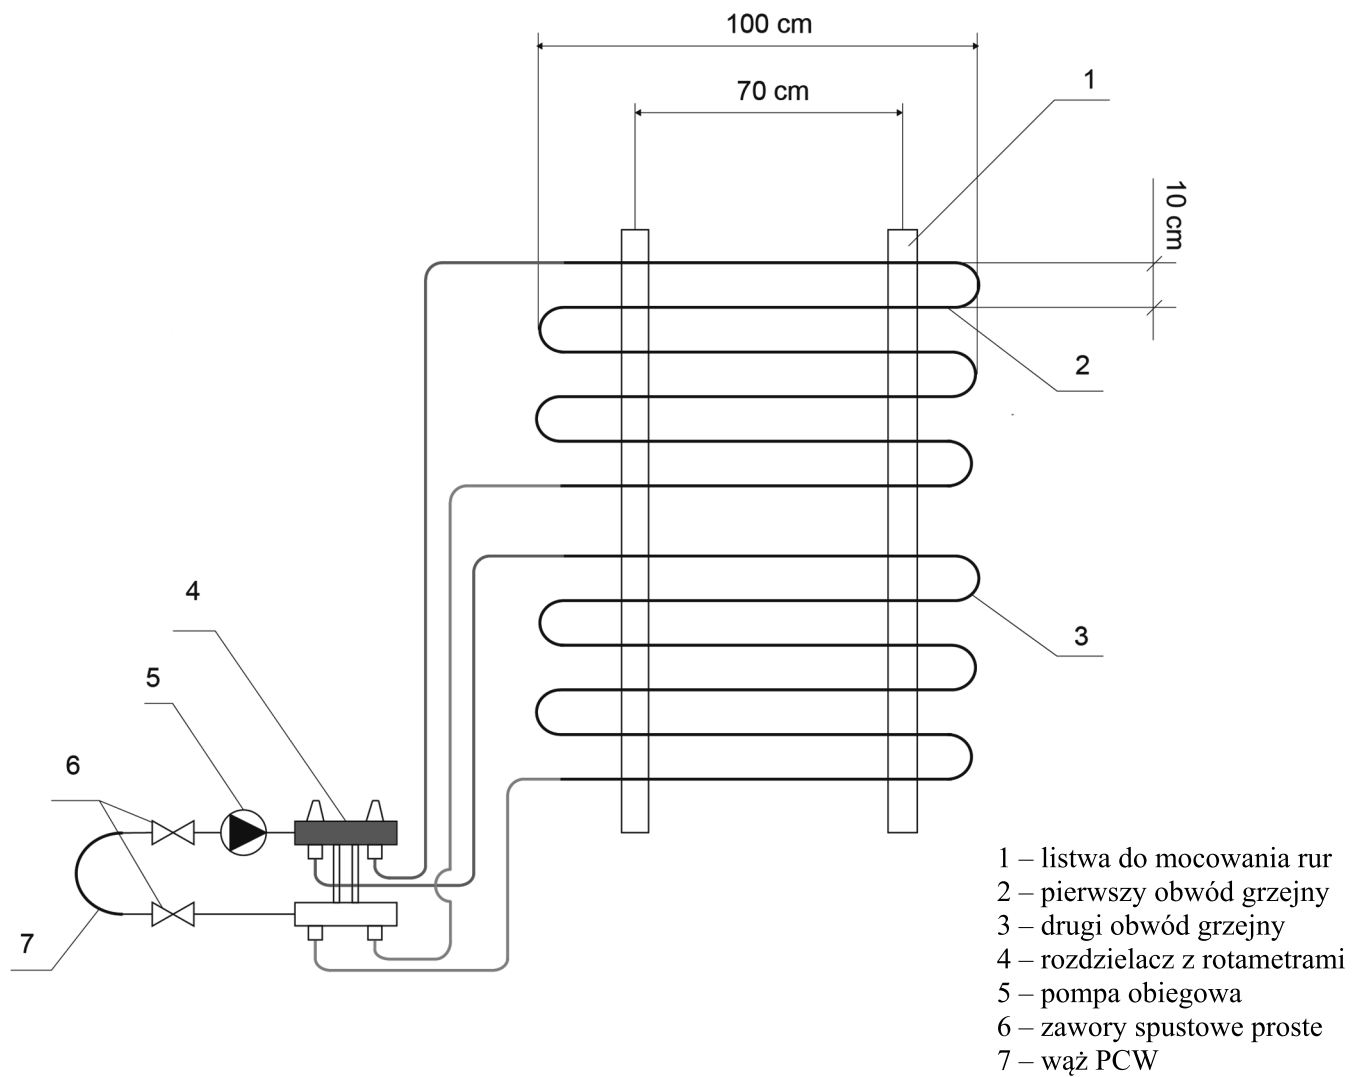 100 cm
70 cm
1
10 cm
2
4
3
5
6
7
1 – listwa do mocowania rur
2 – pierwszy obwód grzejny
3 – drugi obwód grzejny
4 – rozdzielacz z rotametrami
5 – pompa obiegowa
6 – zawory spustowe proste
7 – wąż PCW